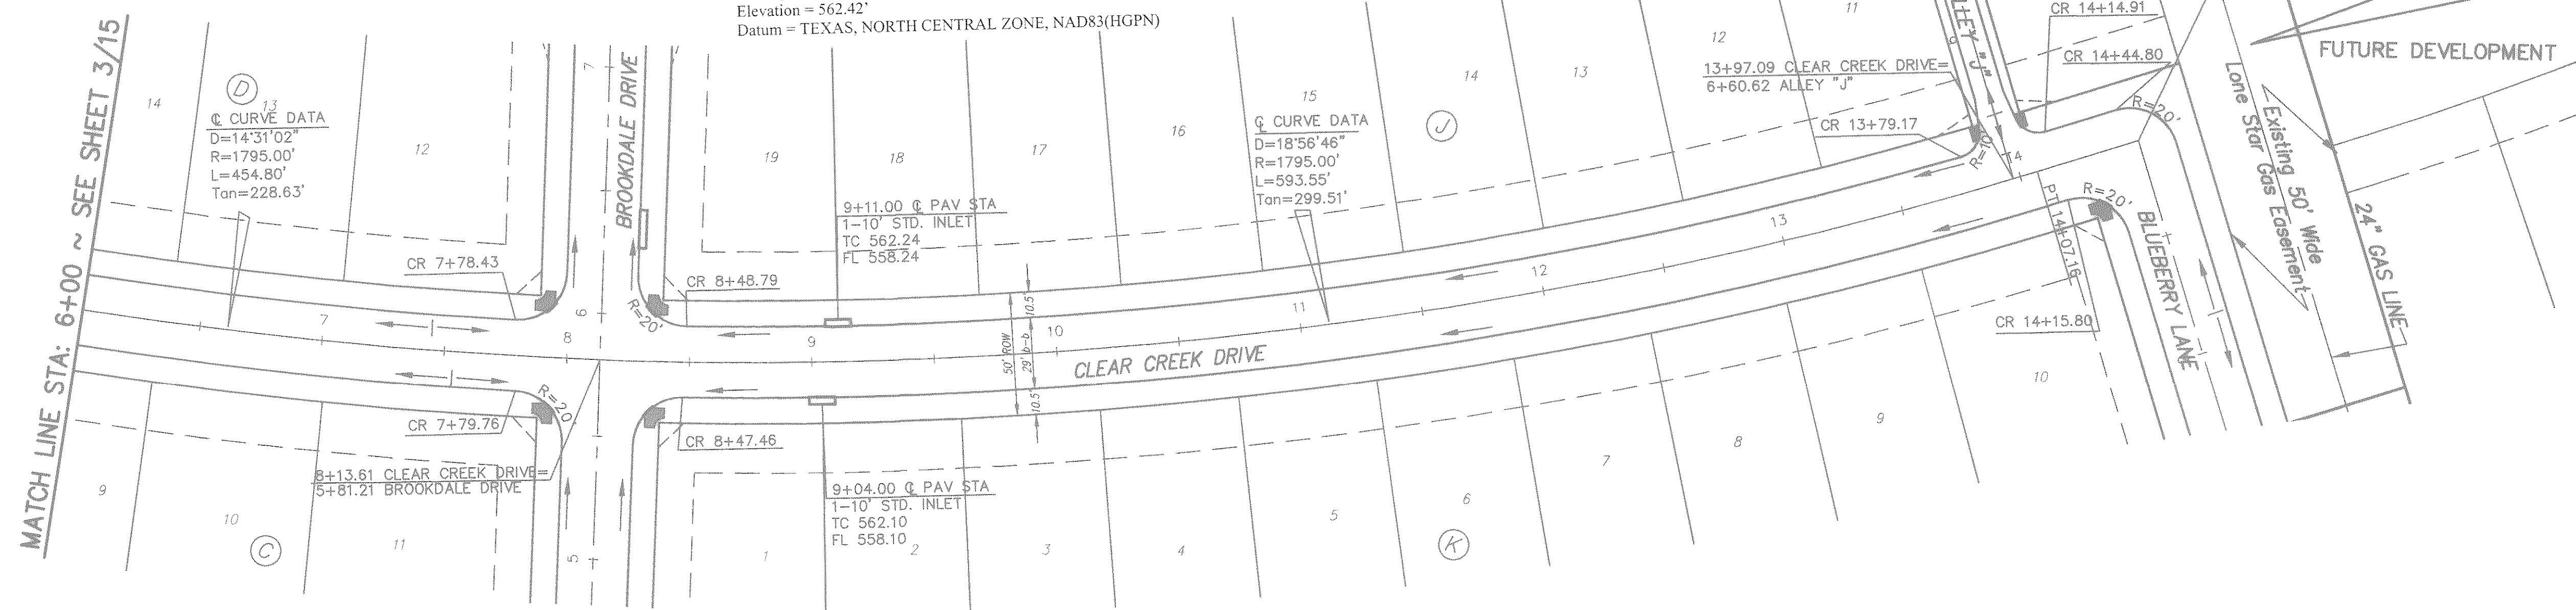 Elevation = 562.42'
Datum = TEXAS, NORTH CENTRAL ZONE, NAD83(HGPN)
MATCH LINE STA: 6+00 ~ SEE SHEET 3/15
14
D
13
℄ CURVE DATA
D=14°31'02"
R=1795.00'
L=454.80'
Tan=228.63'
12
CR 7+78.43
7
8
CR 7+79.76
R=20'
8+13.61 CLEAR CREEK DRIVE=
5+81.21 BROOKDALE DRIVE
9
10
C
11
BROOKDALE DRIVE
7
6
5
R=20'
CR 8+48.79
CR 8+47.46
19
18
17
16
9+11.00 ℄ PAV STA
1-10' STD. INLET
TC 562.24
FL 558.24
9
10
50' ROW
29' b-b
10.5'
10.5'
CLEAR CREEK DRIVE
9+04.00 ℄ PAV STA
1-10' STD. INLET
TC 562.10
FL 558.10
1
2
3
4
5
6
K
7
8
9
10
15
℄ CURVE DATA
D=18°56'46"
R=1795.00'
L=593.55'
Tan=299.51'
J
14
13
12
11
11
12
13
13+97.09 CLEAR CREEK DRIVE=
6+60.62 ALLEY "J"
CR 13+79.17
R=10'
T4
ALLEY "J"
CR 14+14.91
CR 14+44.80
R=20'
R=20'
PT 14+07.16
CR 14+15.80
BLUEBERRY LANE
Existing 50' Wide
Lone Star Gas Easement
24" GAS LINE
FUTURE DEVELOPMENT